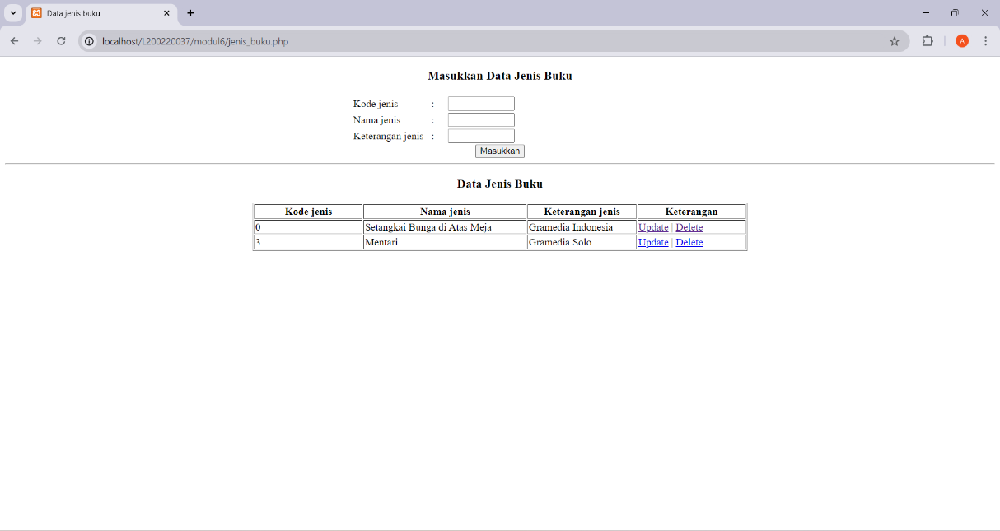 Data jenis buku
localhost/L200220037/modul6/jenis_buku.php
A
Masukkan Data Jenis Buku
Kode jenis :
Nama jenis :
Keterangan jenis :
Masukkan
Data Jenis Buku
Kode jenis Nama jenis Keterangan jenis Keterangan
0 Setangkai Bunga di Atas Meja Gramedia Indonesia Update | Delete
3 Mentari Gramedia Solo Update | Delete